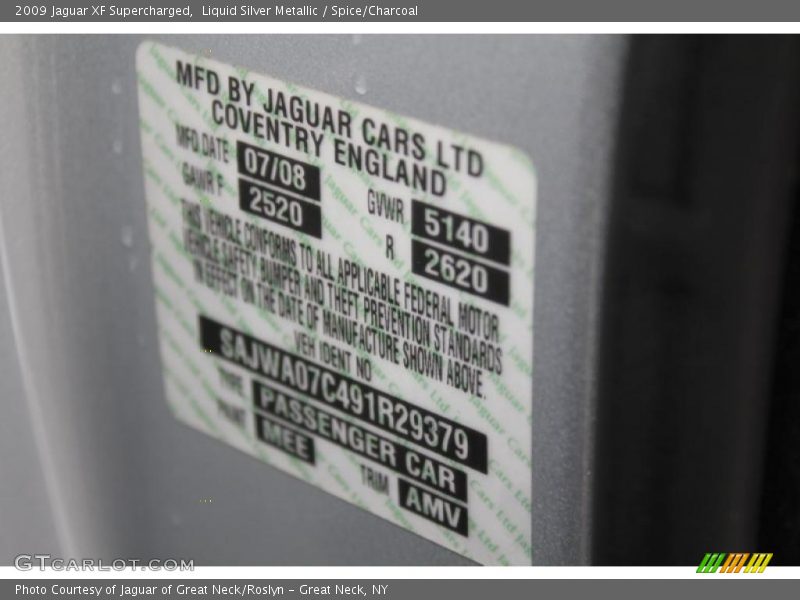 2009 Jaguar XF Supercharged,  Liquid Silver Metallic / Spice/Charcoal
MFD BY JAGUAR CARS LTD
COVENTRY ENGLAND
MFD.DATE 07/08
GAWR F 2520 GVWR 5140
R 2620
THIS VEHICLE CONFORMS TO ALL APPLICABLE FEDERAL MOTOR
VEHICLE SAFETY, BUMPER AND THEFT PREVENTION STANDARDS
IN EFFECT ON THE DATE OF MANUFACTURE SHOWN ABOVE.
VEH IDENT NO
SAJWA07C491R29379
TYPE PASSENGER CAR
PAINT MEE TRIM AMV
GTCARLOT.COM
Photo Courtesy of Jaguar of Great Neck/Roslyn – Great Neck, NY